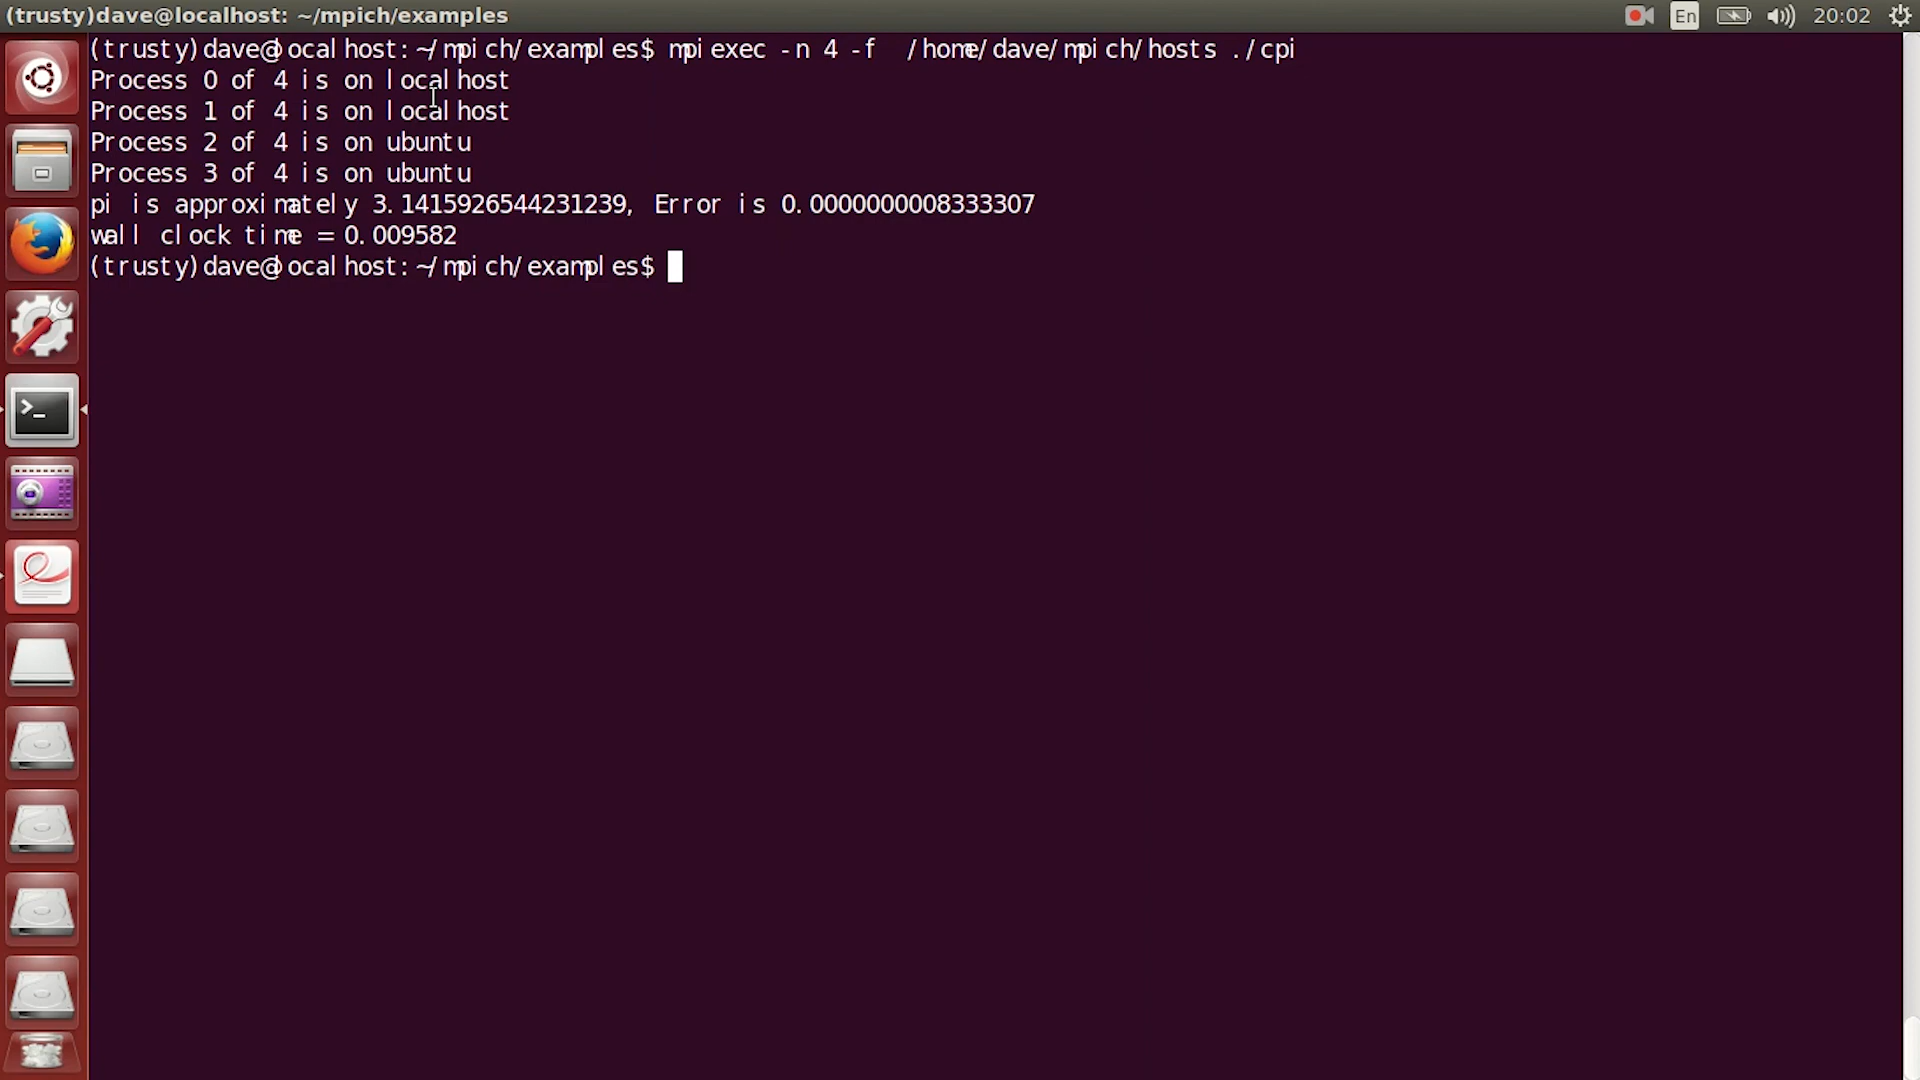 (trusty)dave@localhost: ~/mpich/examples
En
20:02
(trusty)dave@localhost:~/mpich/examples$ mpiexec -n 4 -f  /home/dave/mpich/hosts ./cpi
Process 0 of 4 is on localhost
Process 1 of 4 is on localhost
Process 2 of 4 is on ubuntu
Process 3 of 4 is on ubuntu
pi is approximately 3.1415926544231239, Error is 0.0000000008333307
wall clock time = 0.009582
(trusty)dave@localhost:~/mpich/examples$